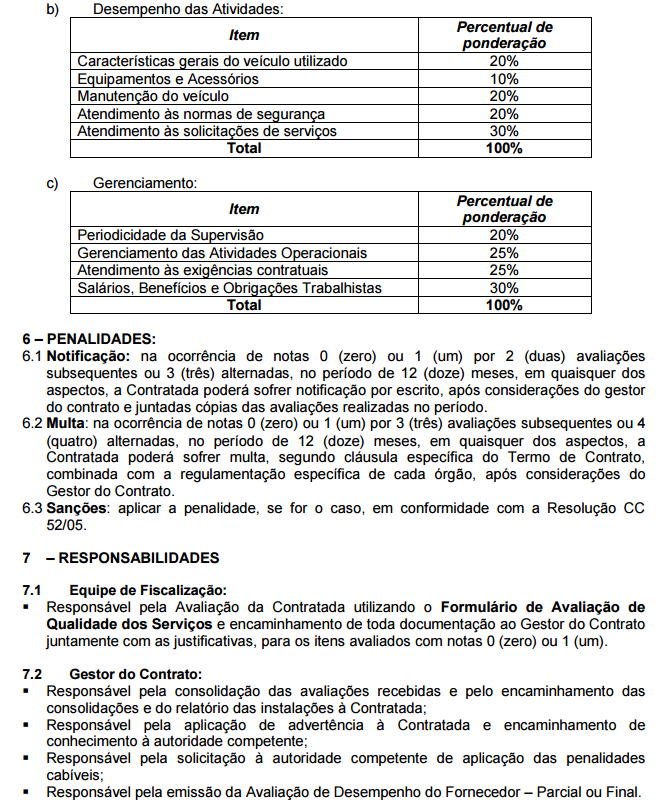 b) Desempenho das Atividades:
Item Percentual de
ponderação
Características gerais do veículo utilizado 20%
Equipamentos e Acessórios 10%
Manutenção do veículo 20%
Atendimento às normas de segurança 20%
Atendimento às solicitações de serviços 30%
Total 100%
c) Gerenciamento:
Item Percentual de
ponderação
Periodicidade da Supervisão 20%
Gerenciamento das Atividades Operacionais 25%
Atendimento às exigências contratuais 25%
Salários, Benefícios e Obrigações Trabalhistas 30%
Total 100%
6 – PENALIDADES:
6.1 Notificação: na ocorrência de notas 0 (zero) ou 1 (um) por 2 (duas) avaliações
subsequentes ou 3 (três) alternadas, no período de 12 (doze) meses, em quaisquer dos
aspectos, a Contratada poderá sofrer notificação por escrito, após considerações do gestor
do contrato e juntadas cópias das avaliações realizadas no período.
6.2 Multa: na ocorrência de notas 0 (zero) ou 1 (um) por 3 (três) avaliações subsequentes ou 4
(quatro) alternadas, no período de 12 (doze) meses, em quaisquer dos aspectos, a
Contratada poderá sofrer multa, segundo cláusula específica do Termo de Contrato,
combinada com a regulamentação específica de cada órgão, após considerações do
Gestor do Contrato.
6.3 Sanções: aplicar a penalidade, se for o caso, em conformidade com a Resolução CC
52/05.
7 – RESPONSABILIDADES
7.1 Equipe de Fiscalização:
▪ Responsável pela Avaliação da Contratada utilizando o Formulário de Avaliação de
Qualidade dos Serviços e encaminhamento de toda documentação ao Gestor do Contrato
juntamente com as justificativas, para os itens avaliados com notas 0 (zero) ou 1 (um).
7.2 Gestor do Contrato:
▪ Responsável pela consolidação das avaliações recebidas e pelo encaminhamento das
consolidações e do relatório das instalações à Contratada;
▪ Responsável pela aplicação de advertência à Contratada e encaminhamento de
conhecimento à autoridade competente;
▪ Responsável pela solicitação à autoridade competente de aplicação das penalidades
cabíveis;
▪ Responsável pela emissão da Avaliação de Desempenho do Fornecedor – Parcial ou Final.